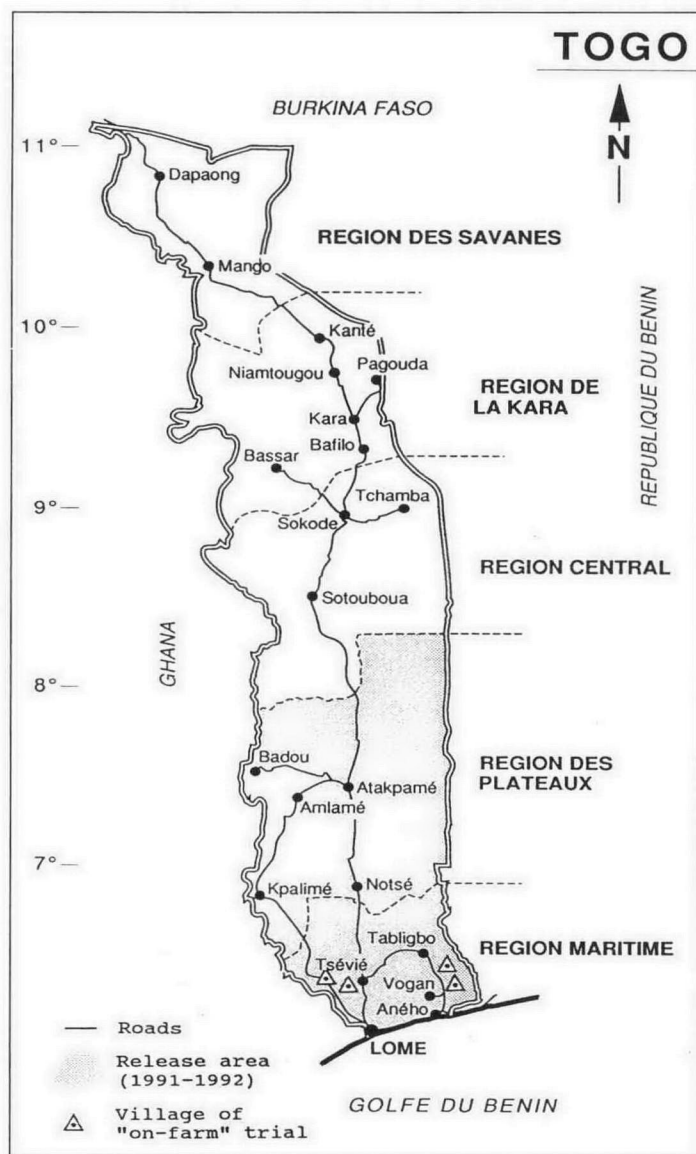 TOGO
BURKINA FASO
N
11°
Dapaong
REGION DES SAVANES
Mango
10°
Kanté
Pagouda
Niamtougou
REGION DE
LA KARA
REPUBLIQUE DU BENIN
Kara
Bafilo
Bassar
Tchamba
9°
Sokode
REGION CENTRAL
Sotouboua
GHANA
8°
Badou
REGION DES
PLATEAUX
Atakpamé
Amlamé
7°
Kpalimé
Notsé
Tabligbo
REGION MARITIME
Tsévié
Vogan
Aného
Roads
LOME
Release area
(1991-1992)
GOLFE DU BENIN
Village of
"on-farm" trial